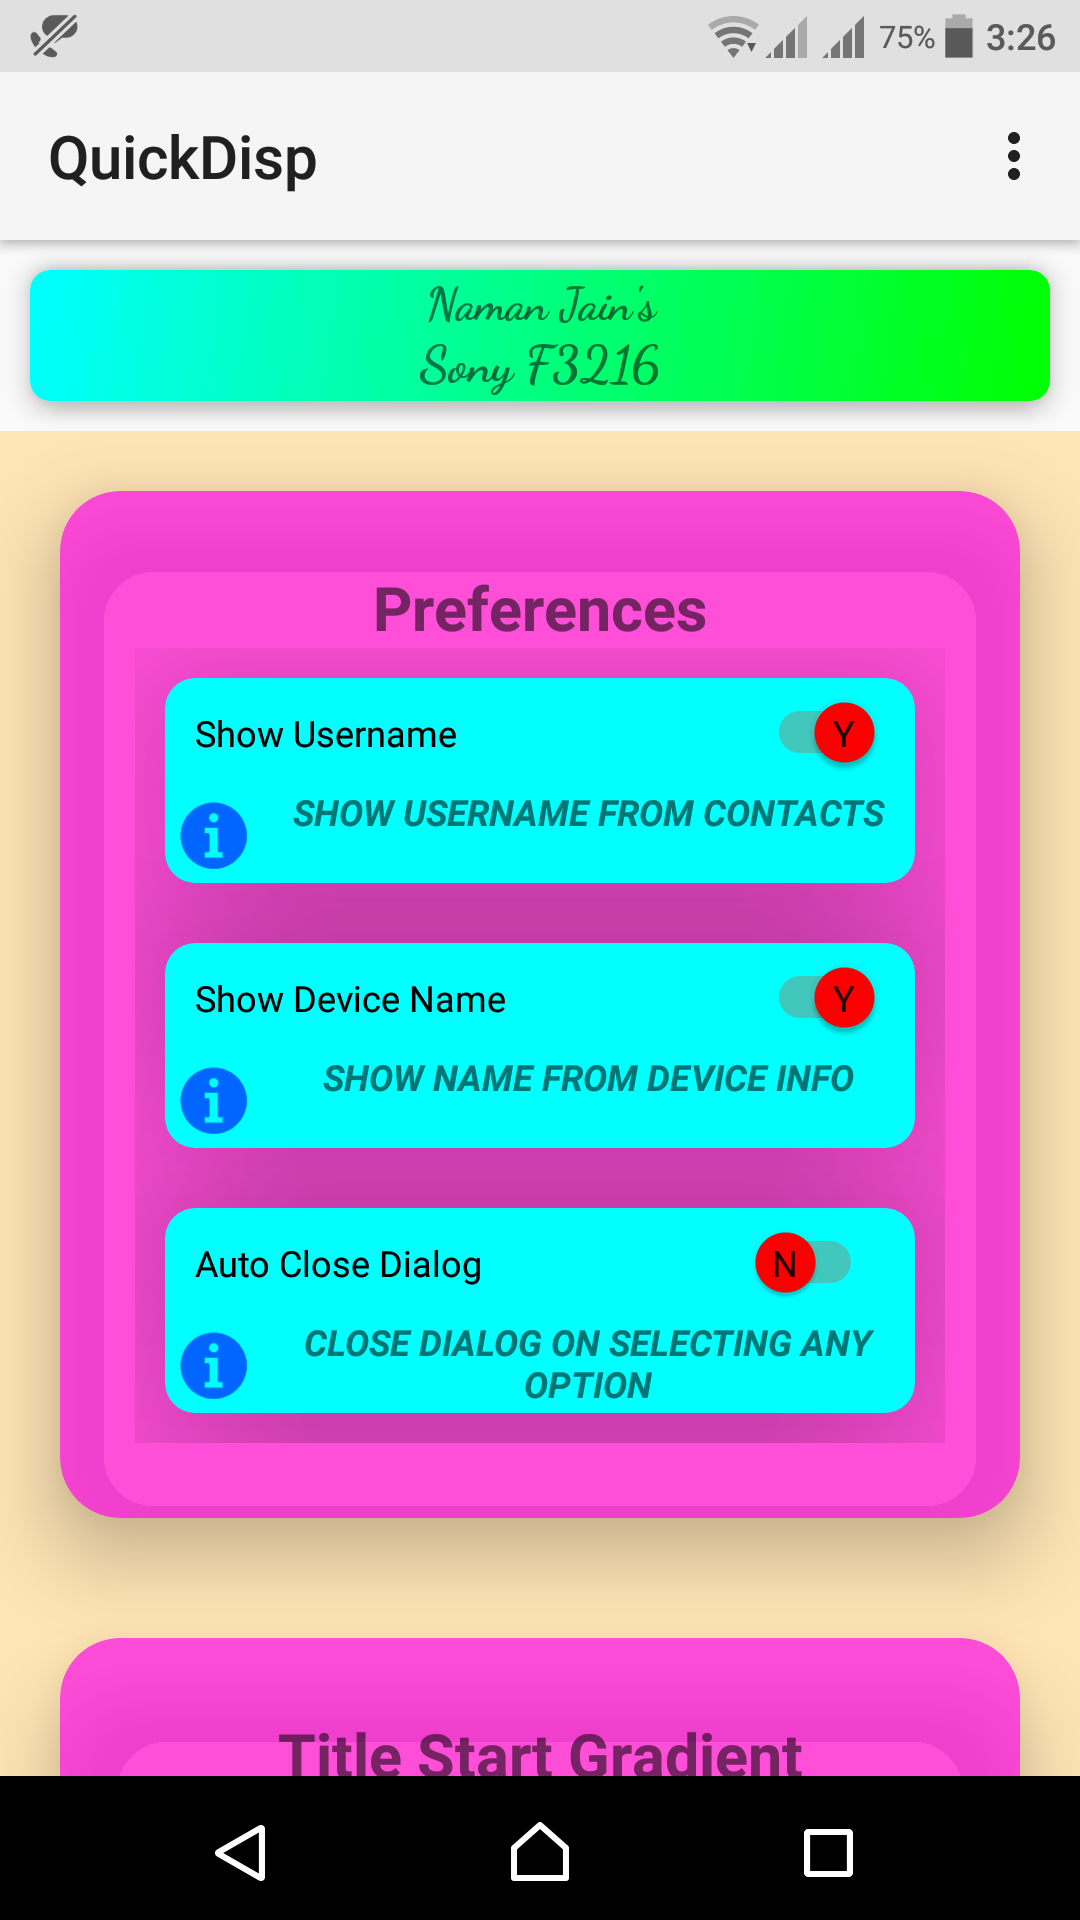 75% 3:26
QuickDisp
Naman Jain's
Sony F3216
Preferences
Show Username Y
SHOW USERNAME FROM CONTACTS
Show Device Name Y
SHOW NAME FROM DEVICE INFO
Auto Close Dialog N
CLOSE DIALOG ON SELECTING ANY
OPTION
Title Start Gradient